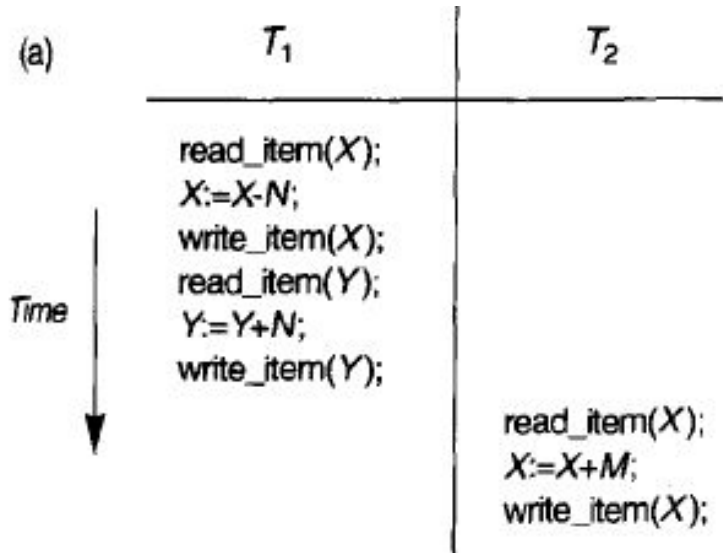 (a) T₁ T₂
read_item(X);
X:=X-N;
write_item(X);
read_item(Y);
Time
Y:=Y+N;
write_item(Y);
read_item(X);
X:=X+M;
write_item(X);